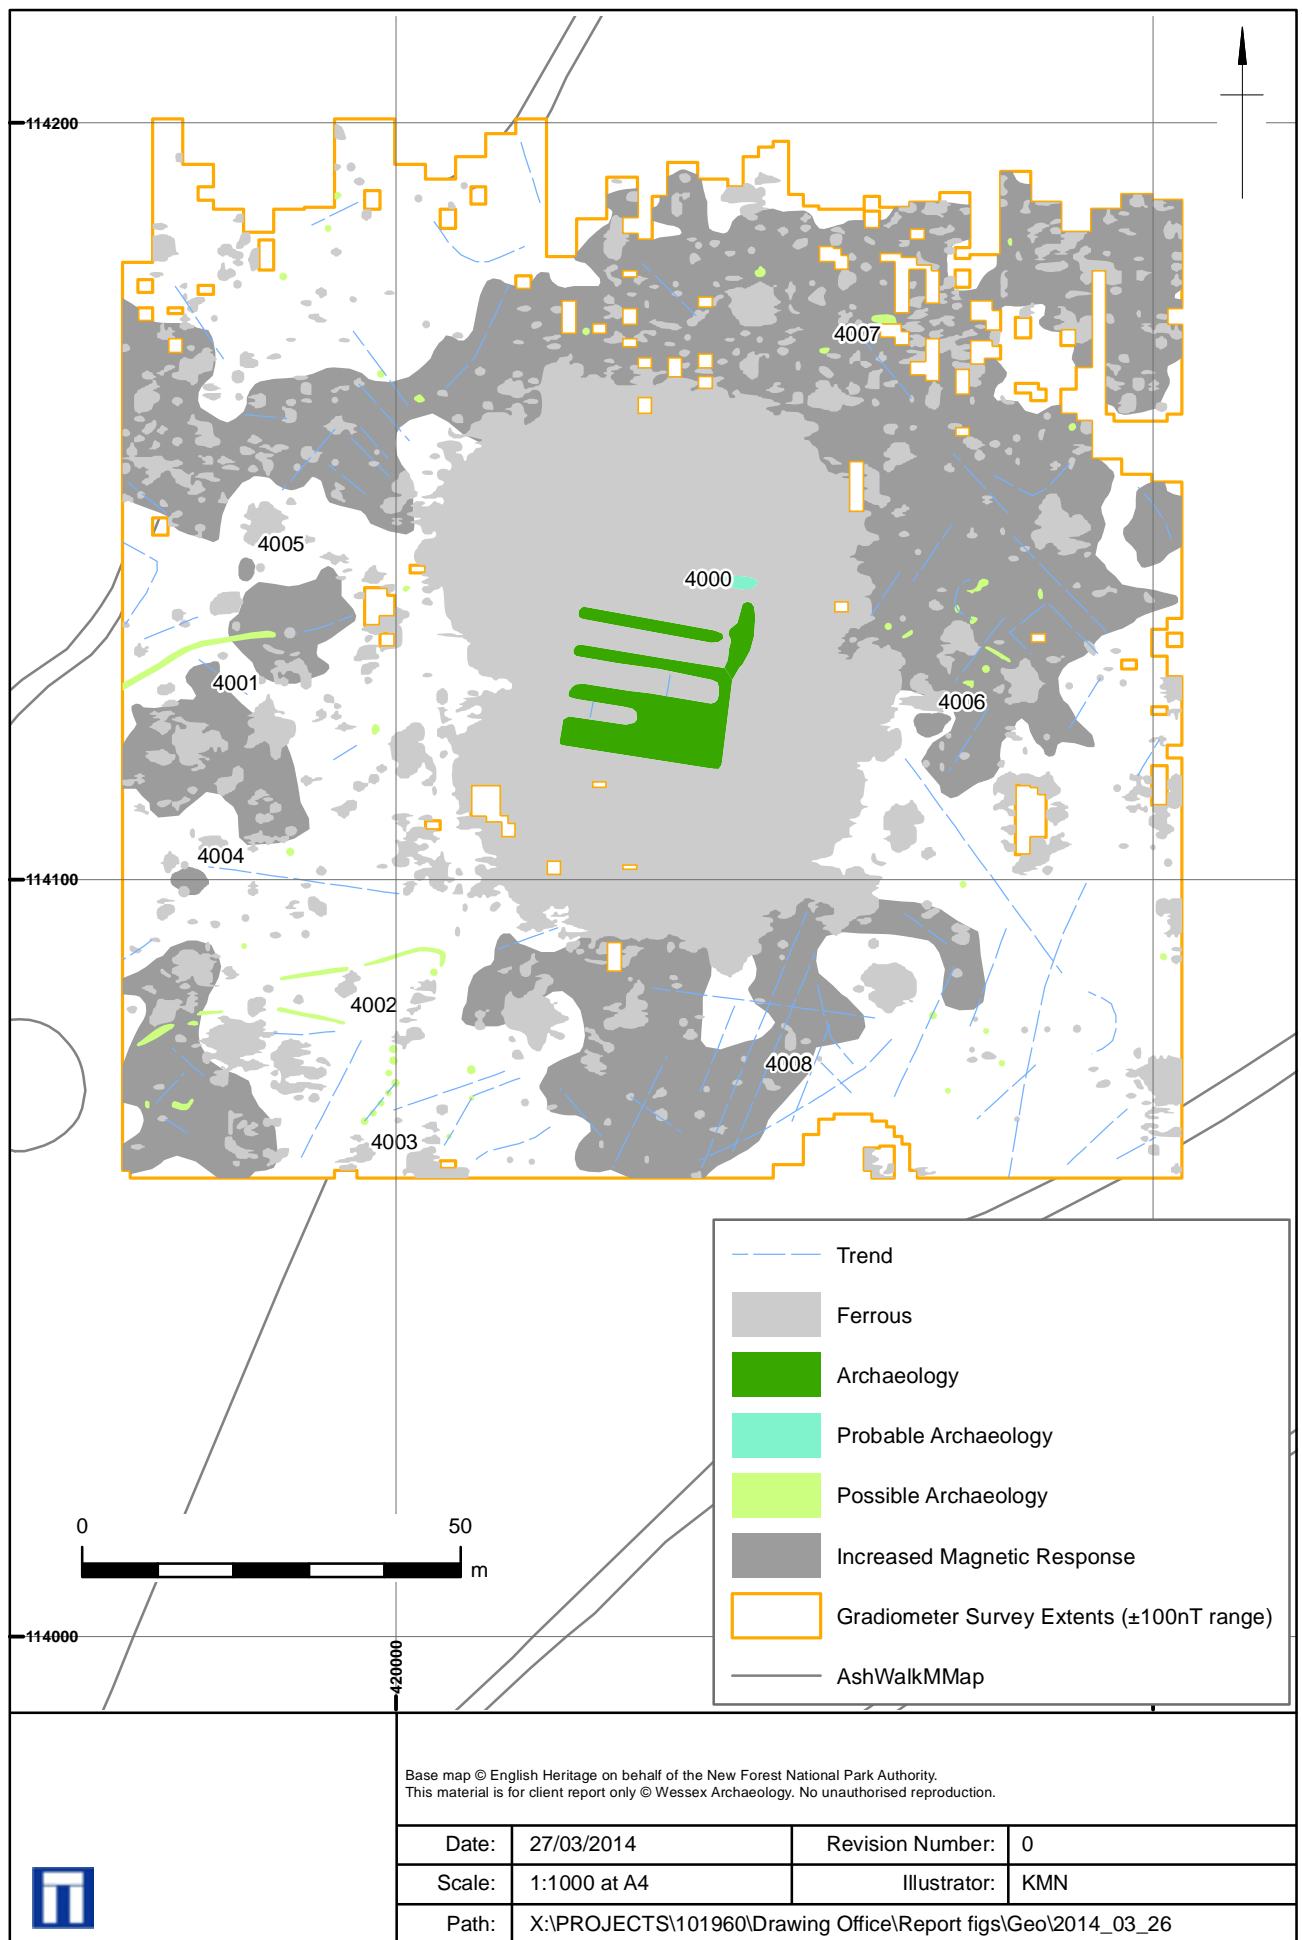 114200
4007
4005
4000
4001
4006
4004
114100
4002
4008
4003
Trend
Ferrous
Archaeology
Probable Archaeology
Possible Archaeology
Increased Magnetic Response
Gradiometer Survey Extents (±100nT range)
AshWalkMMap
0 50
m
114000
420000
Base map © English Heritage on behalf of the New Forest National Park Authority.
This material is for client report only © Wessex Archaeology. No unauthorised reproduction.
Date: 27/03/2014 Revision Number: 0
Scale: 1:1000 at A4 Illustrator: KMN
Path: X:\PROJECTS\101960\Drawing Office\Report figs\Geo\2014_03_26